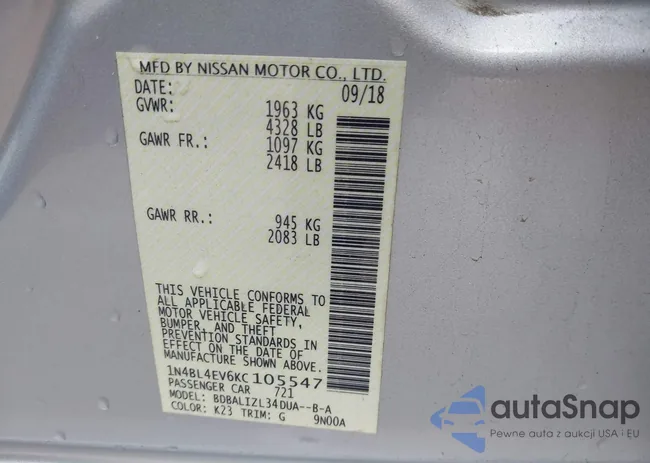 MFD BY NISSAN MOTOR CO., LTD.
DATE: 09/18
GVWR: 1963 KG
4328 LB
GAWR FR.: 1097 KG
2418 LB
GAWR RR.: 945 KG
2083 LB
THIS VEHICLE CONFORMS TO
ALL APPLICABLE FEDERAL
MOTOR VEHICLE SAFETY,
BUMPER, AND THEFT
PREVENTION STANDARDS IN
EFFECT ON THE DATE OF
MANUFACTURE SHOWN ABOVE.
1N4BL4EV6KC105547
PASSENGER CAR 721
MODEL: BDBALIZL34DUA--B-A
COLOR: K23 TRIM: G 9N00A
autoSnap
Pewne auta z aukcji USA i EU